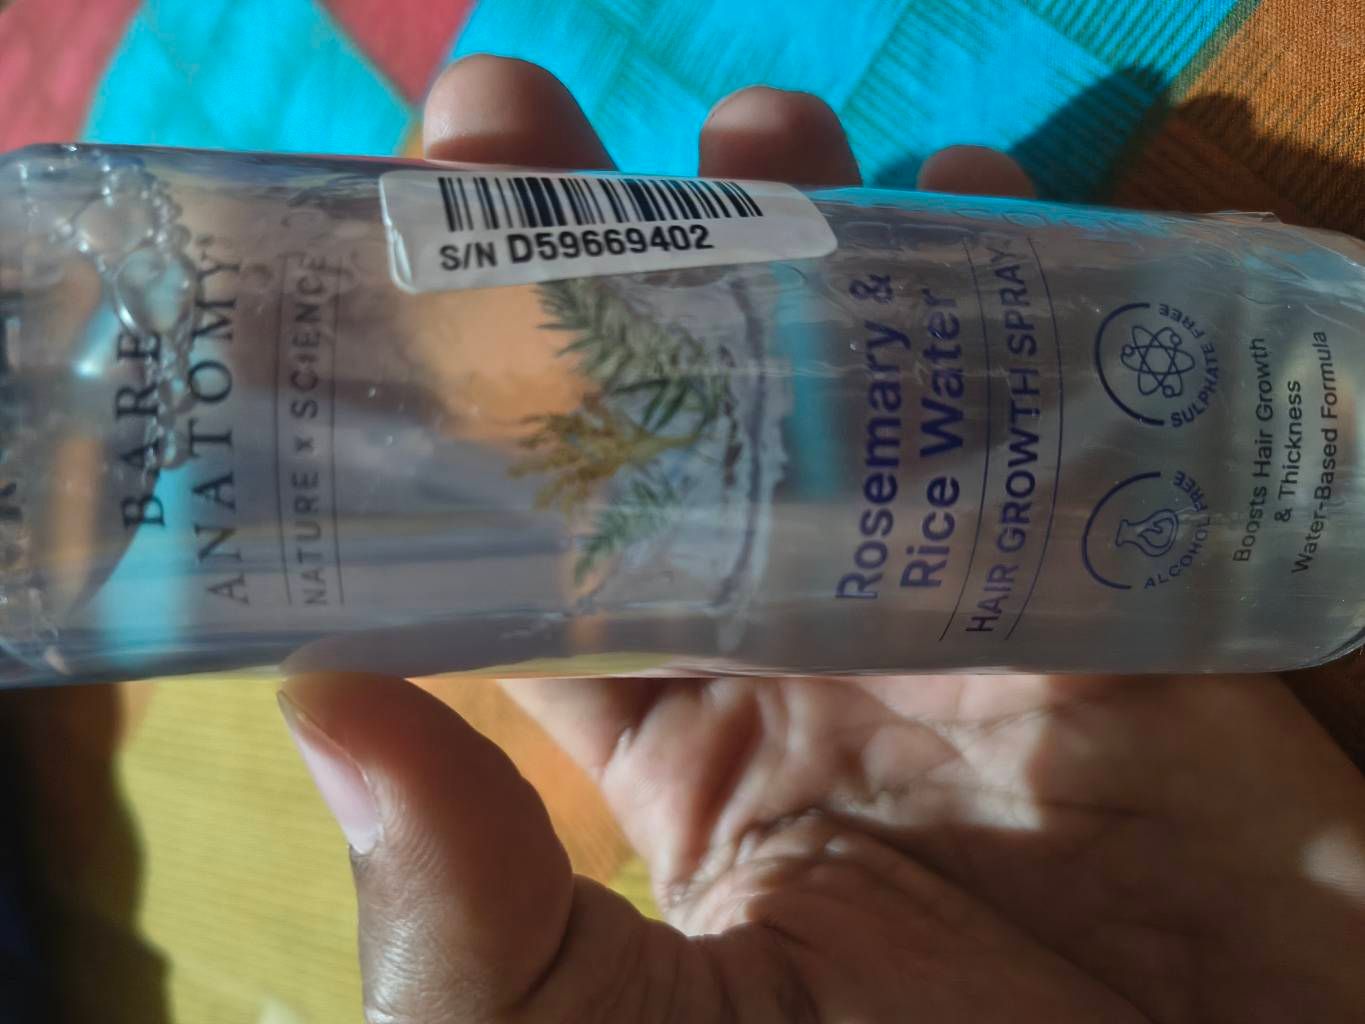 BARE
ANATOMY
NATURE x SCIENCE
S/N D59669402
Rosemary &
Rice Water
HAIR GROWTH SPRAY
ALCOHOL FREE
SULPHATE FREE
Boosts Hair Growth
& Thickness
Water-Based Formula